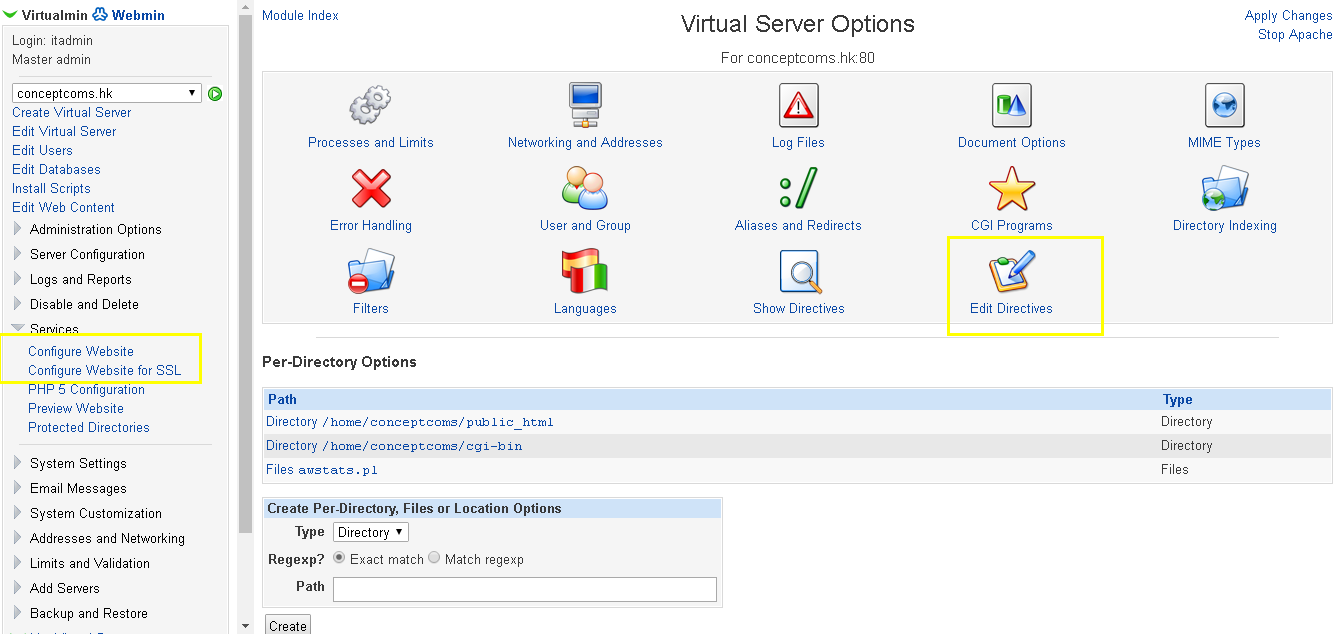 Virtualmin Webmin
Login: itadmin
Master admin
conceptcoms.hk
Create Virtual Server
Edit Virtual Server
Edit Users
Edit Databases
Install Scripts
Edit Web Content
Administration Options
Server Configuration
Logs and Reports
Disable and Delete
Services
Configure Website
Configure Website for SSL
PHP 5 Configuration
Preview Website
Protected Directories
System Settings
Email Messages
System Customization
Addresses and Networking
Limits and Validation
Add Servers
Backup and Restore
Module Index
Virtual Server Options
Apply Changes
Stop Apache
For conceptcoms.hk:80
Processes and Limits
Networking and Addresses
Log Files
Document Options
MIME Types
Error Handling
User and Group
Aliases and Redirects
CGI Programs
Directory Indexing
Filters
Languages
Show Directives
Edit Directives
Per-Directory Options
Path Type
Directory /home/conceptcoms/public_html Directory
Directory /home/conceptcoms/cgi-bin Directory
Files awstats.pl Files
Create Per-Directory, Files or Location Options
Type Directory
Regexp? Exact match Match regexp
Path
Create